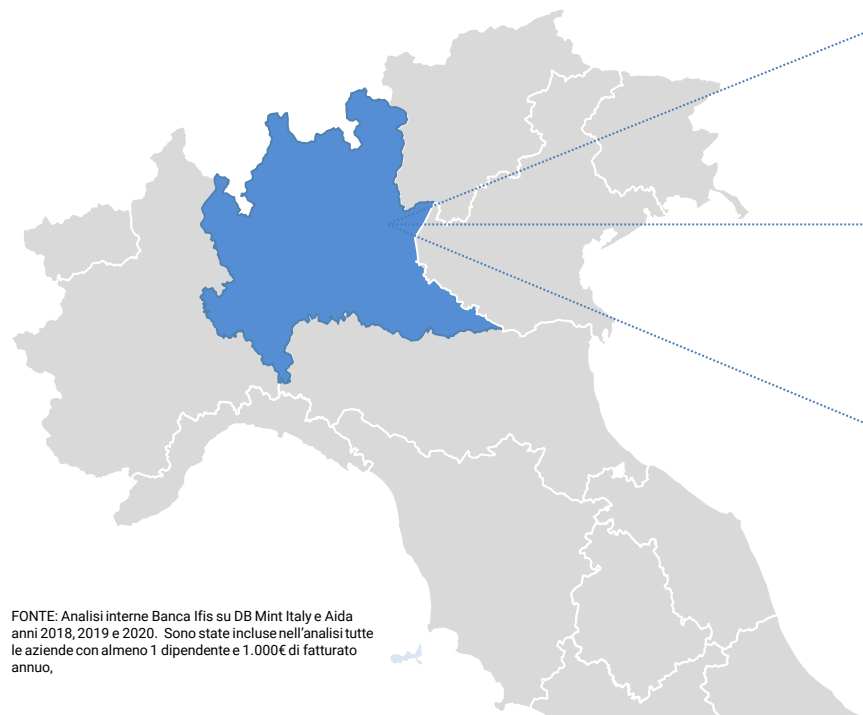 FONTE: Analisi interne Banca Ifis su DB Mint Italy e Aida
anni 2018, 2019 e 2020. Sono state incluse nell'analisi tutte
le aziende con almeno 1 dipendente e 1.000€ di fatturato
annuo,